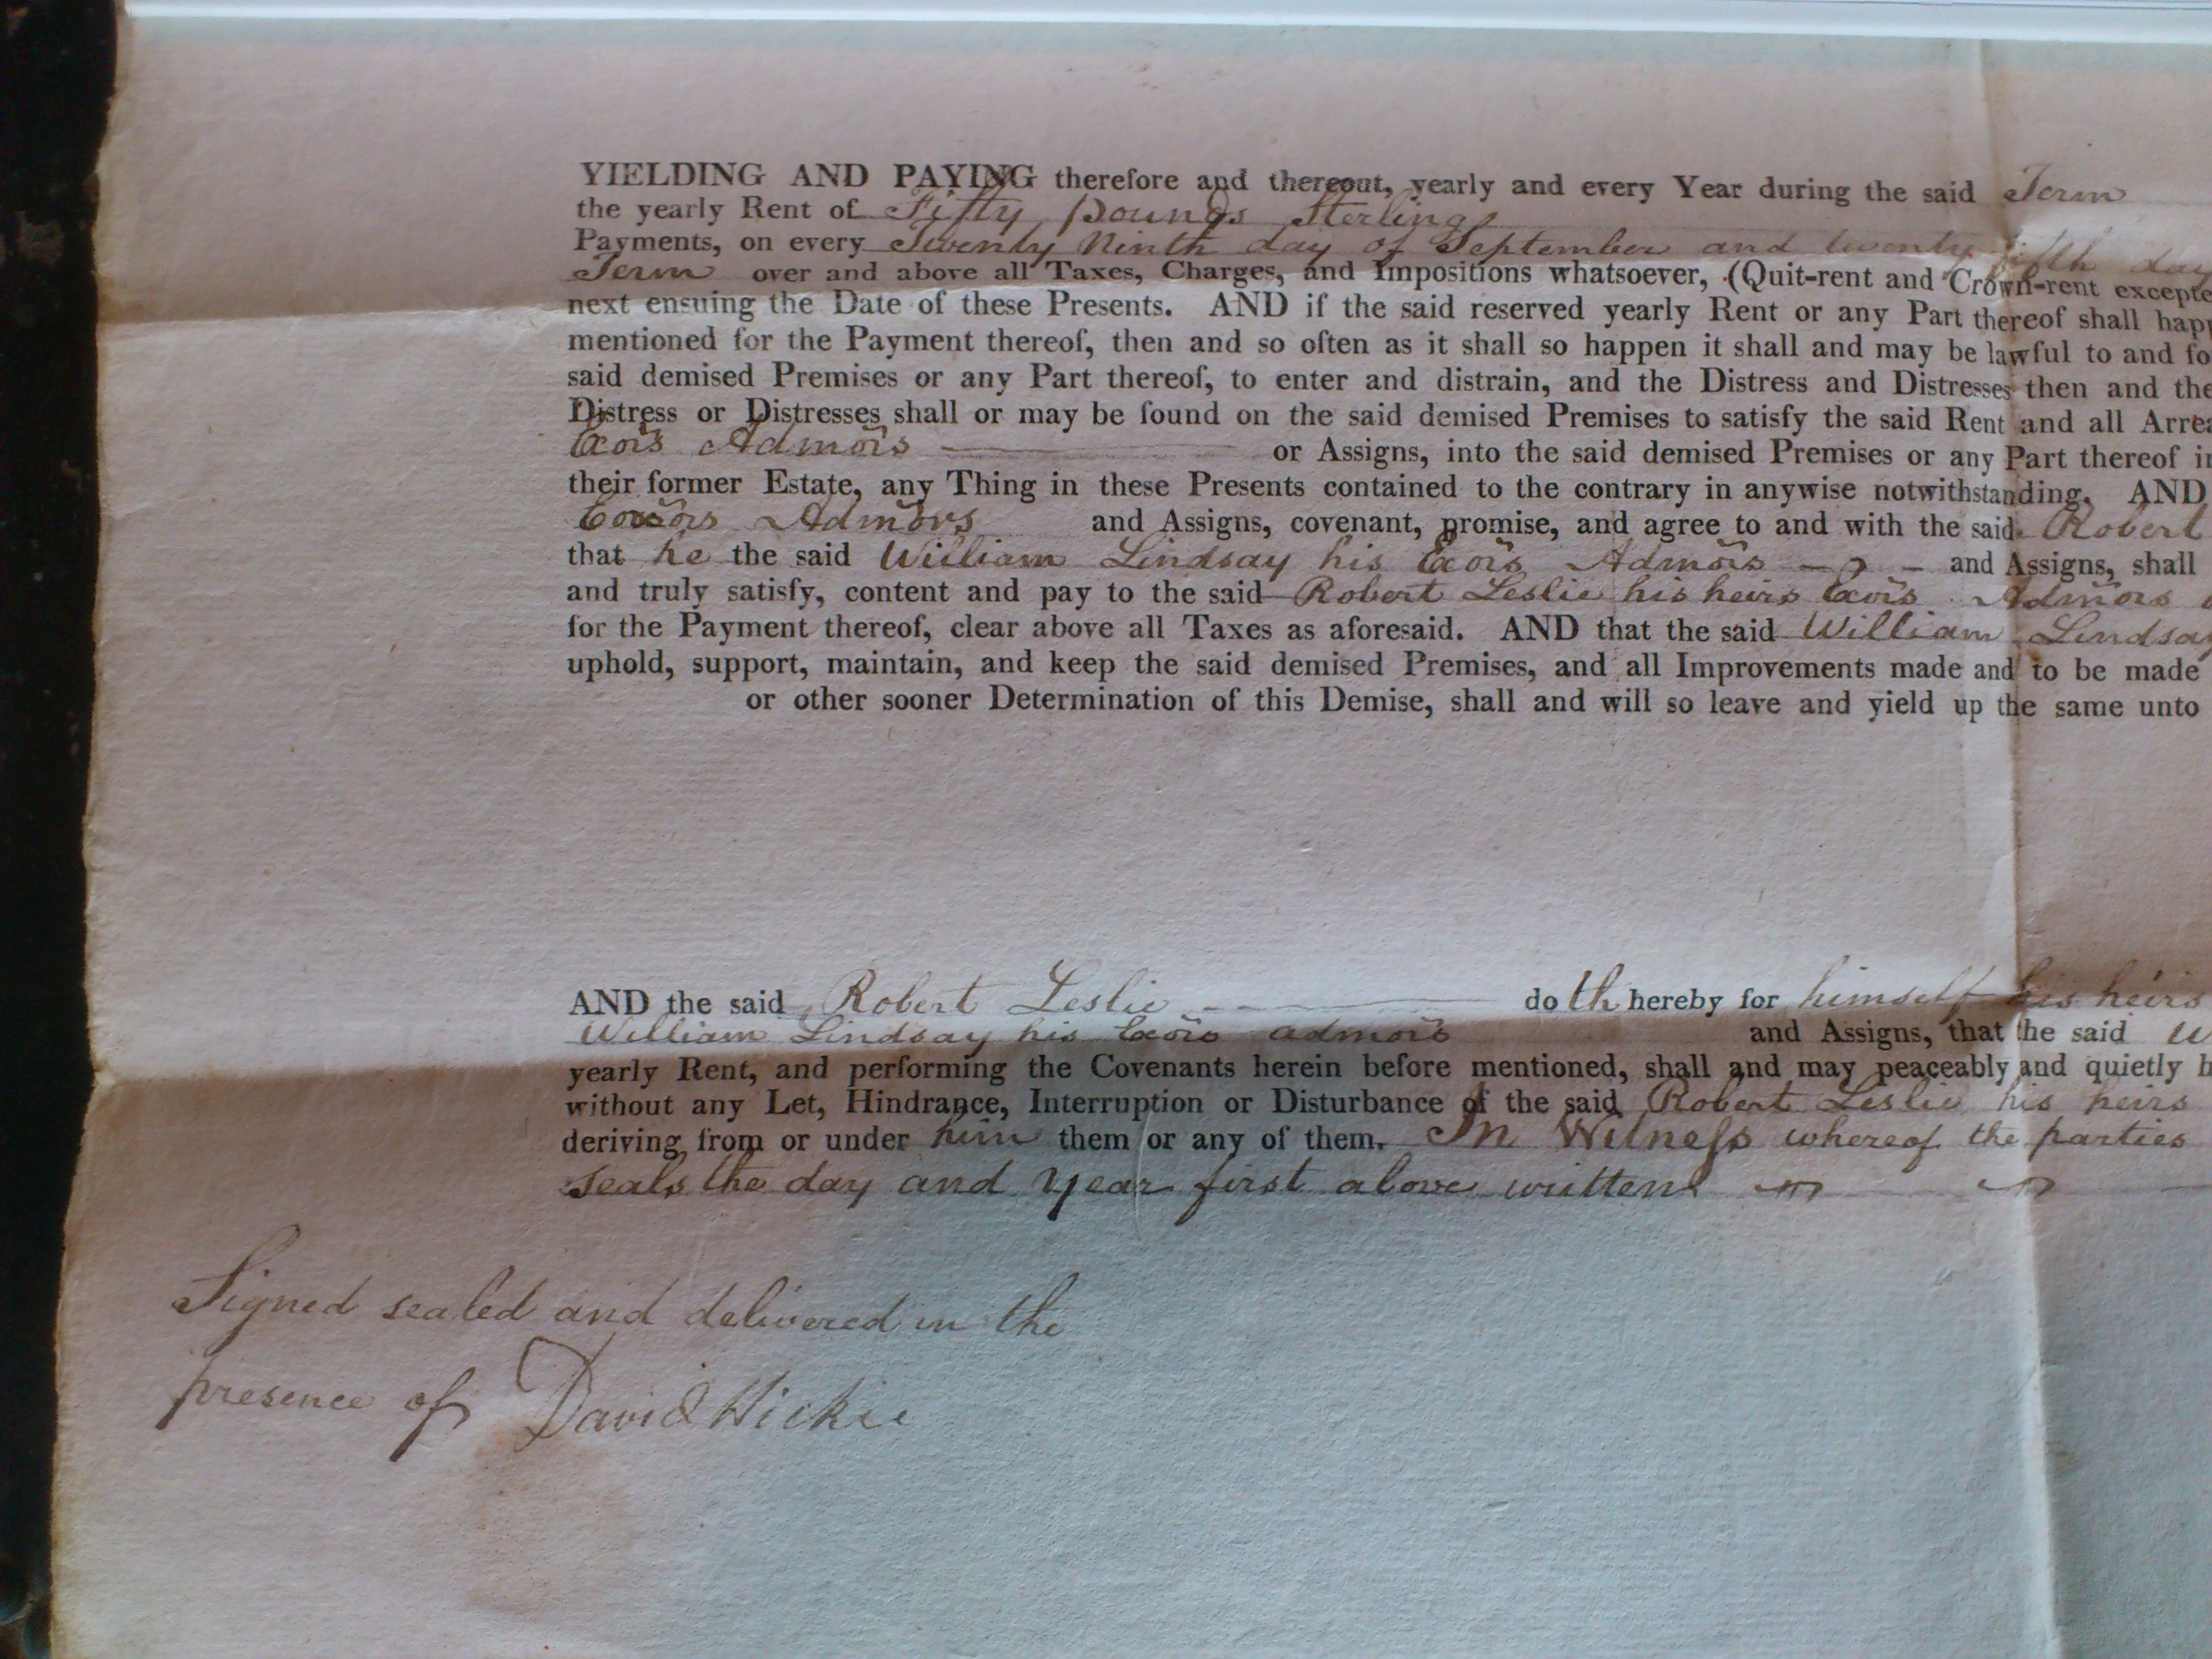 YIELDING AND PAYING therefore and thereout, yearly and every Year during the said Term
the yearly Rent of Fifty pounds Sterling
Payments, on every Twenty Ninth day of September and twenty fifth day
Term over and above all Taxes, Charges, and Impositions whatsoever, (Quit-rent and Crown-rent excepte
next ensuing the Date of these Presents. AND if the said reserved yearly Rent or any Part thereof shall happ
mentioned for the Payment thereof, then and so often as it shall so happen it shall and may be lawful to and fo
said demised Premises or any Part thereof, to enter and distrain, and the Distress and Distresses then and the
Distress or Distresses shall or may be found on the said demised Premises to satisfy the said Rent and all Arrea
Exors Admors or Assigns, into the said demised Premises or any Part thereof in
their former Estate, any Thing in these Presents contained to the contrary in anywise notwithstanding. AND
Admors and Assigns, covenant, promise, and agree to and with the said Robert
that he the said William Lindsay his Exors Admors and Assigns, shall
and truly satisfy, content and pay to the said Robert Leslie his heirs Exors Admors
for the Payment thereof, clear above all Taxes as aforesaid. AND that the said William Lindsay
uphold, support, maintain, and keep the said demised Premises, and all Improvements made and to be made
or other sooner Determination of this Demise, shall and will so leave and yield up the same unto
AND the said Robert Leslie doth hereby for himself his heirs
William Lindsay his Exors admors and Assigns, that he said W
yearly Rent, and performing the Covenants herein before mentioned, shall and may peaceably and quietly h
without any Let, Hindrance, Interruption or Disturbance of the said Robert Leslie his heirs
deriving from or under him them or any of them. In Witness whereof the parties
seals the day and Year first above written
Signed sealed and delivered in the
presence of David Hickie